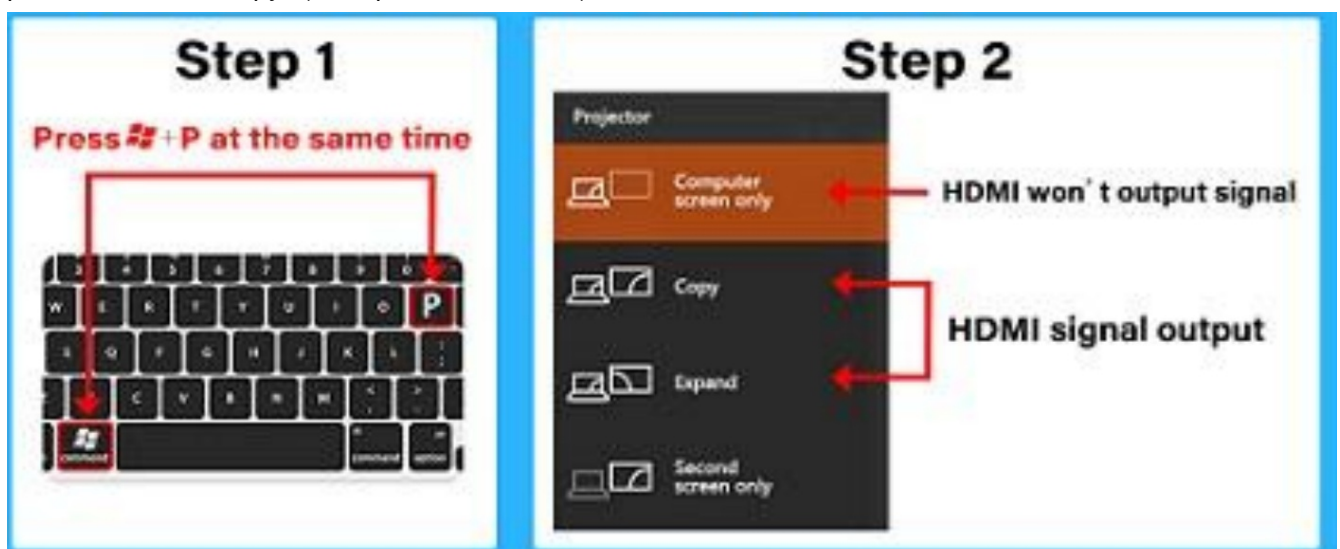 Step 1
Press + P at the same time
P
command
command
option
Step 2
Projector
Computer
screen only
HDMI won't output signal
Copy
HDMI signal output
Expand
Second
screen only